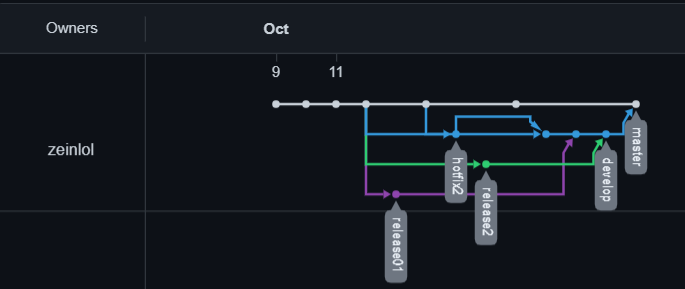 Owners
Oct
9
11
zeinlol
master
hotfix2
develop
release2
release01